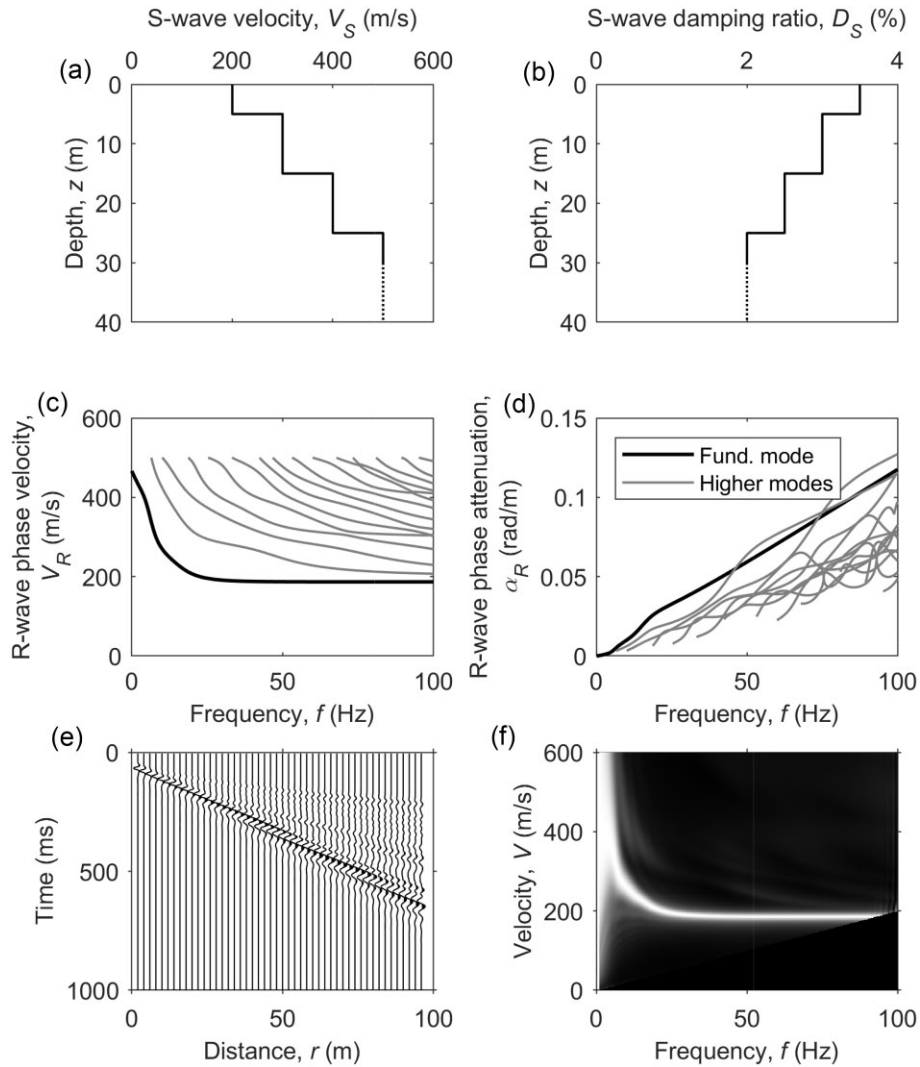 S-wave velocity, V_S (m/s)
0 200 400 600
(a)
Depth, z (m)
0
10
20
30
40
S-wave damping ratio, D_S (%)
0 2 4
(b)
Depth, z (m)
0
10
20
30
40
(c)
R-wave phase velocity,
V_R (m/s)
600
400
200
0
0 50 100
Frequency, f (Hz)
(d)
R-wave phase attenuation,
α_R (rad/m)
0.15
0.1
0.05
0
Fund. mode
Higher modes
0 50 100
Frequency, f (Hz)
(e)
Time (ms)
0
500
1000
0 50 100
Distance, r (m)
(f)
Velocity, V (m/s)
600
400
200
0
0 50 100
Frequency, f (Hz)